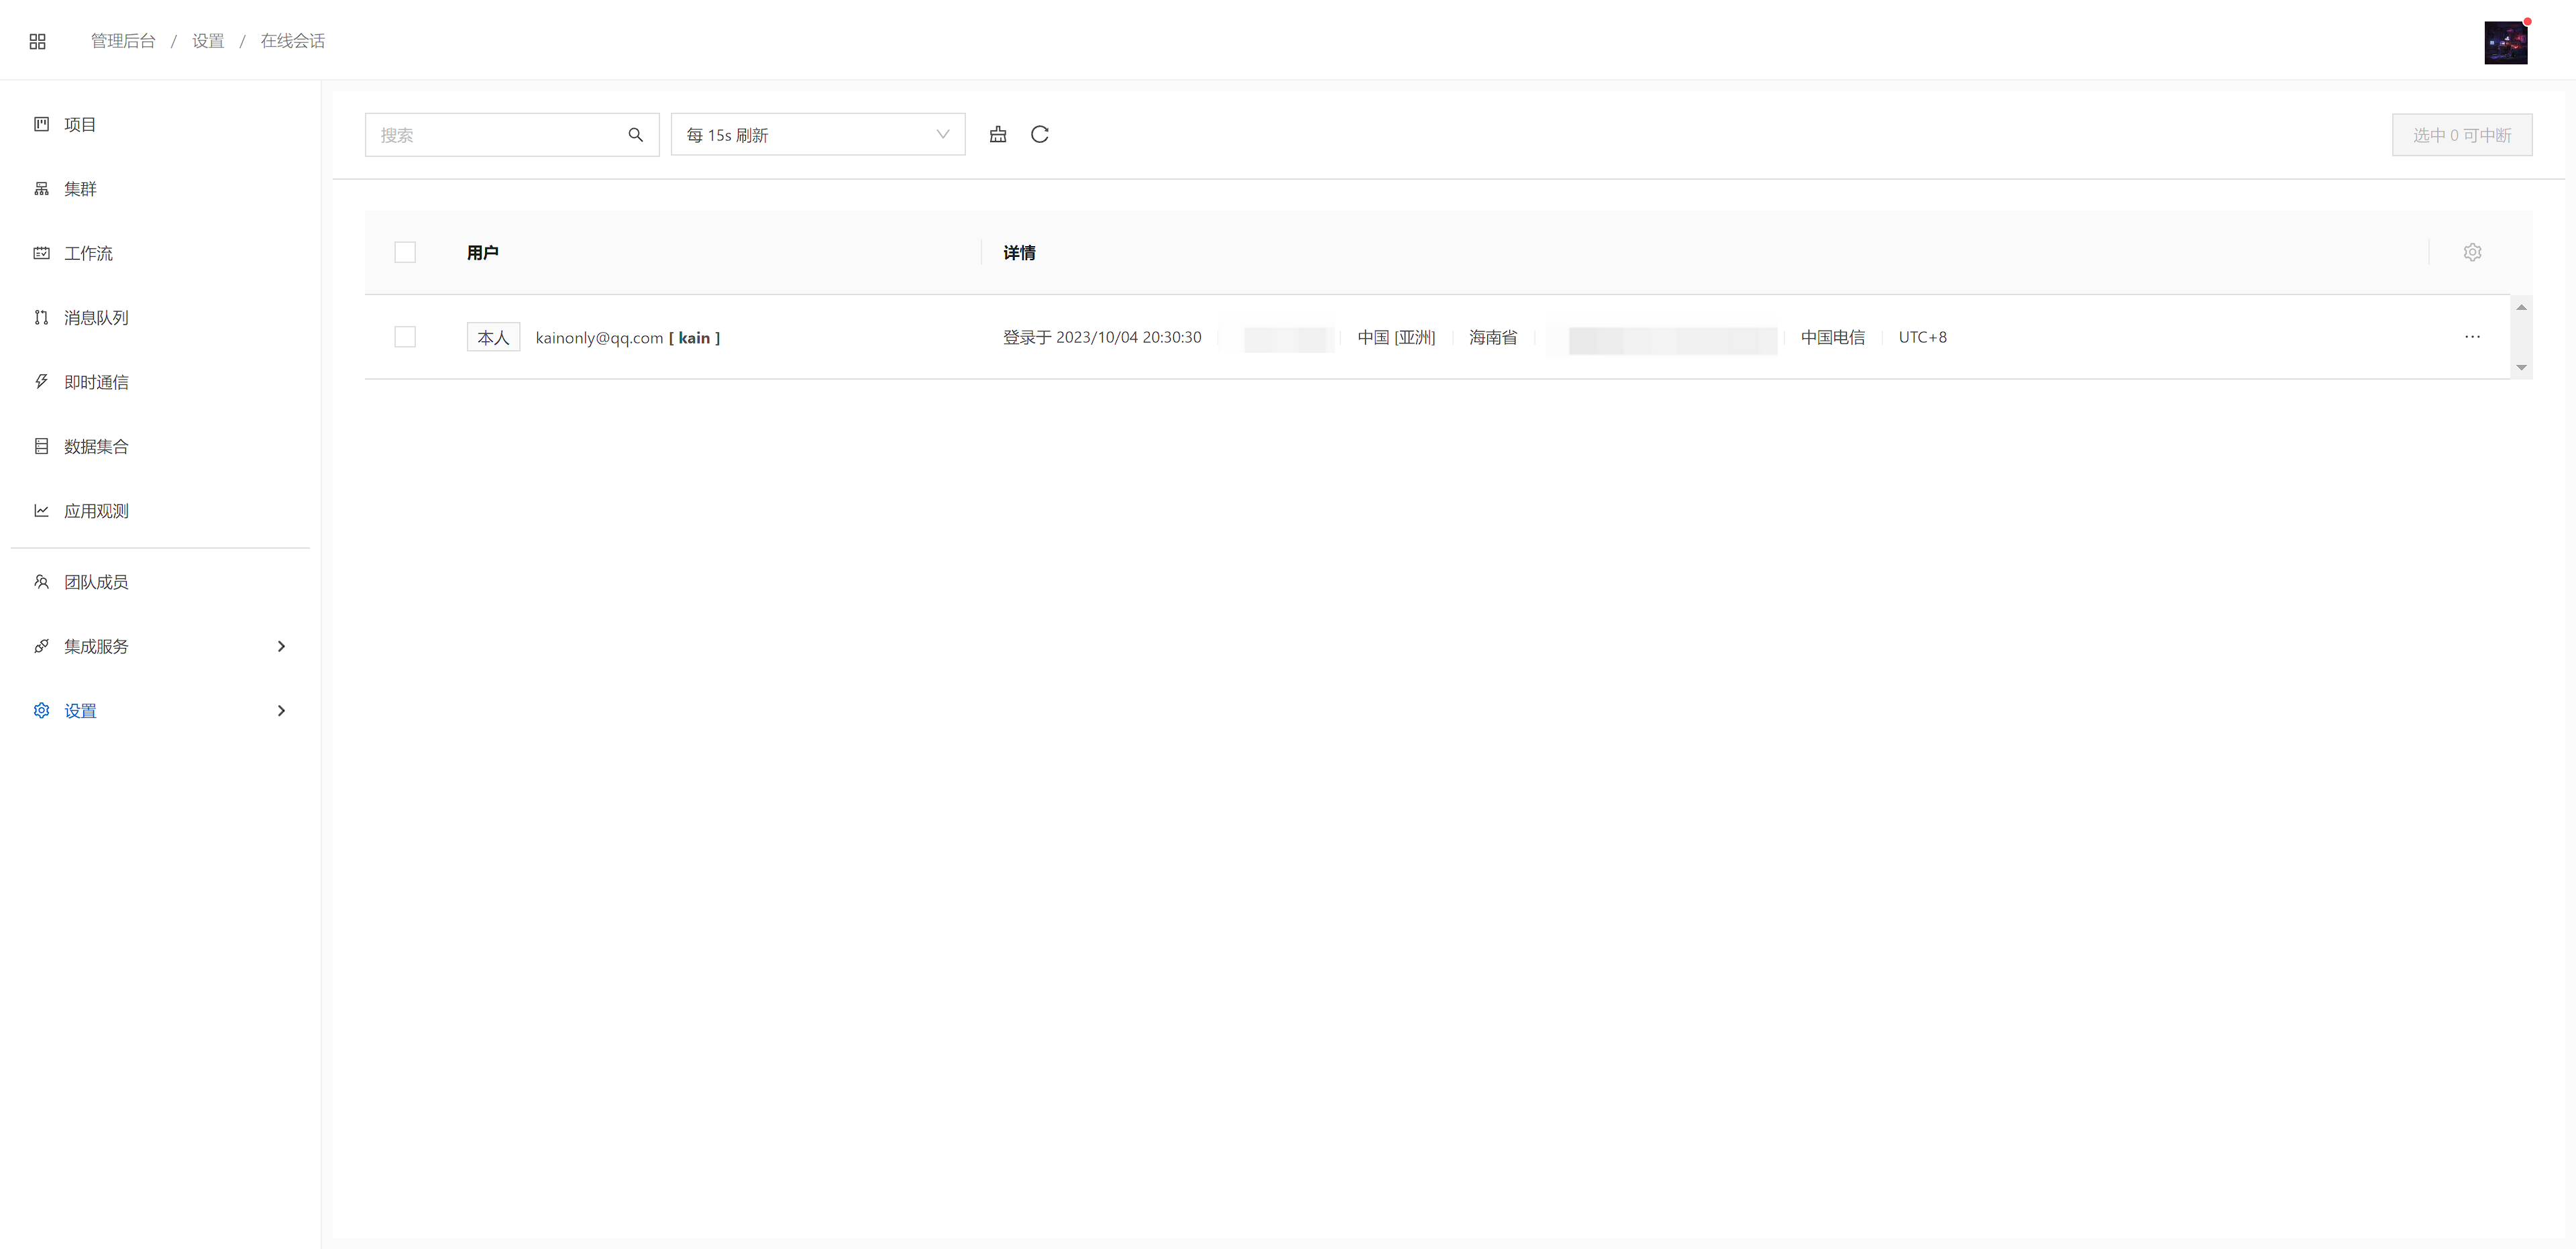 管理后台 / 设置 / 在线会话
项目
集群
工作流
消息队列
即时通信
数据集合
应用观测
团队成员
集成服务
设置
搜索
每 15s 刷新
选中 0 可中断
用户
详情
本人 kainonly@qq.com [ kain ]
登录于 2023/10/04 20:30:30 中国 [亚洲] 海南省 中国电信 UTC+8